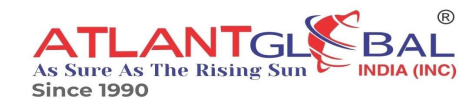 ®
ATLANTGLOBAL
As Sure As The Rising Sun INDIA (INC)
Since 1990